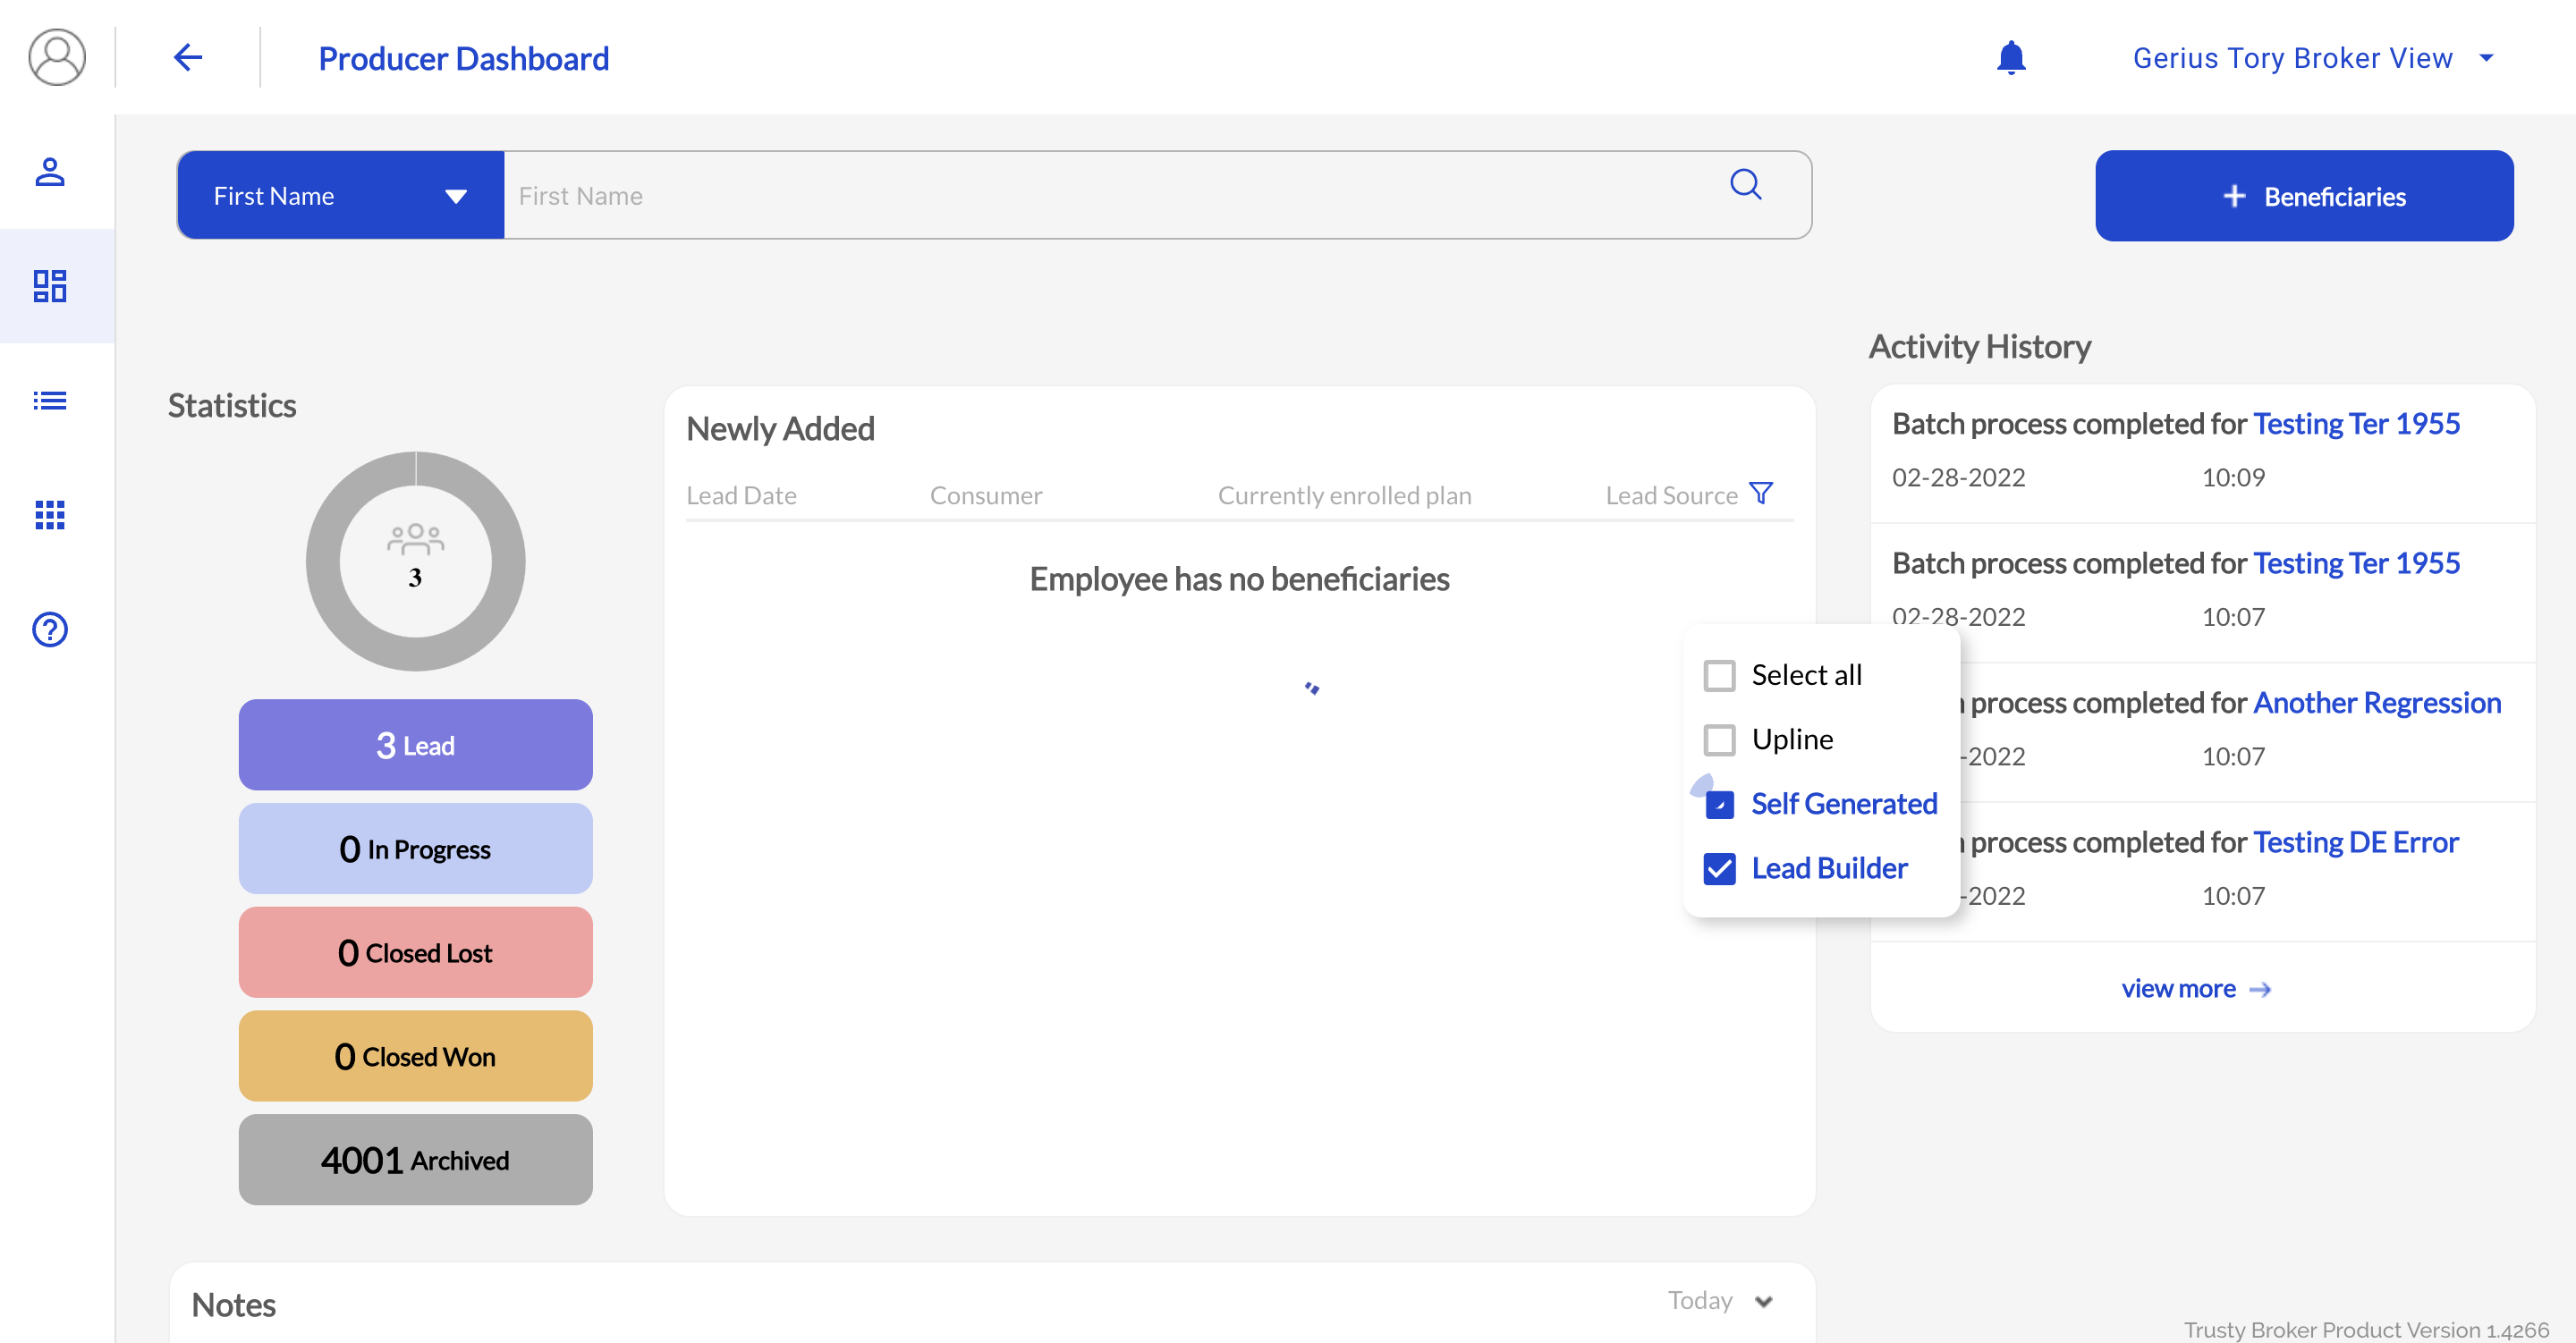 Producer Dashboard
Gerius Tory Broker View
First Name
First Name
+ Beneficiaries
Statistics
3
3 Lead
0 In Progress
0 Closed Lost
0 Closed Won
4001 Archived
Newly Added
Lead Date
Consumer
Currently enrolled plan
Lead Source
Employee has no beneficiaries
Select all
Upline
Self Generated
Lead Builder
Activity History
Batch process completed for Testing Ter 1955
02-28-2022 10:09
Batch process completed for Testing Ter 1955
02-28-2022 10:07
process completed for Another Regression
-2022 10:07
process completed for Testing DE Error
-2022 10:07
view more
Notes
Today
Trusty Broker Product Version 1.4266